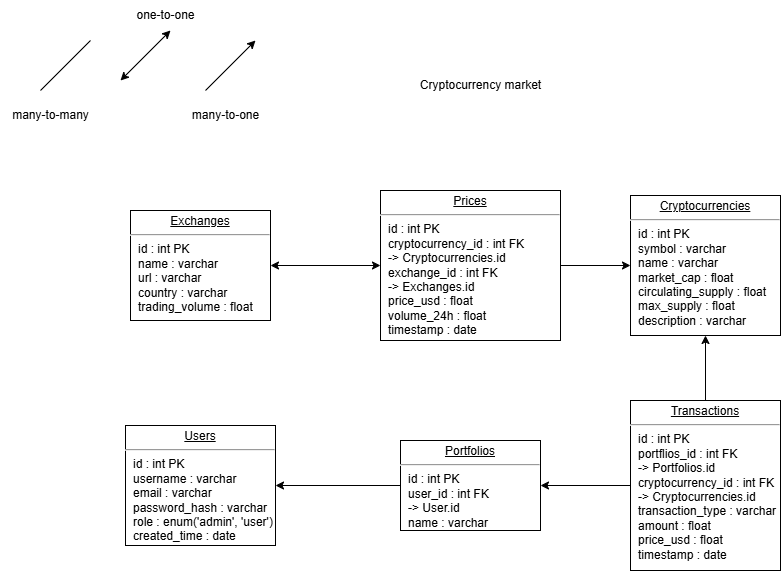 one-to-one
many-to-many
many-to-one
Cryptocurrency market
Exchanges
id : int PK
name : varchar
url : varchar
country : varchar
trading_volume : float
Prices
id : int PK
cryptocurrency_id : int FK
-> Cryptocurrencies.id
exchange_id : int FK
-> Exchanges.id
price_usd : float
volume_24h : float
timestamp : date
Cryptocurrencies
id : int PK
symbol : varchar
name : varchar
market_cap : float
circulating_supply : float
max_supply : float
description : varchar
Users
id : int PK
username : varchar
email : varchar
password_hash : varchar
role : enum('admin', 'user')
created_time : date
Portfolios
id : int PK
user_id : int FK
-> User.id
name : varchar
Transactions
id : int PK
portflios_id : int FK
-> Portfolios.id
cryptocurrency_id : int FK
-> Cryptocurrencies.id
transaction_type : varchar
amount : float
price_usd : float
timestamp : date